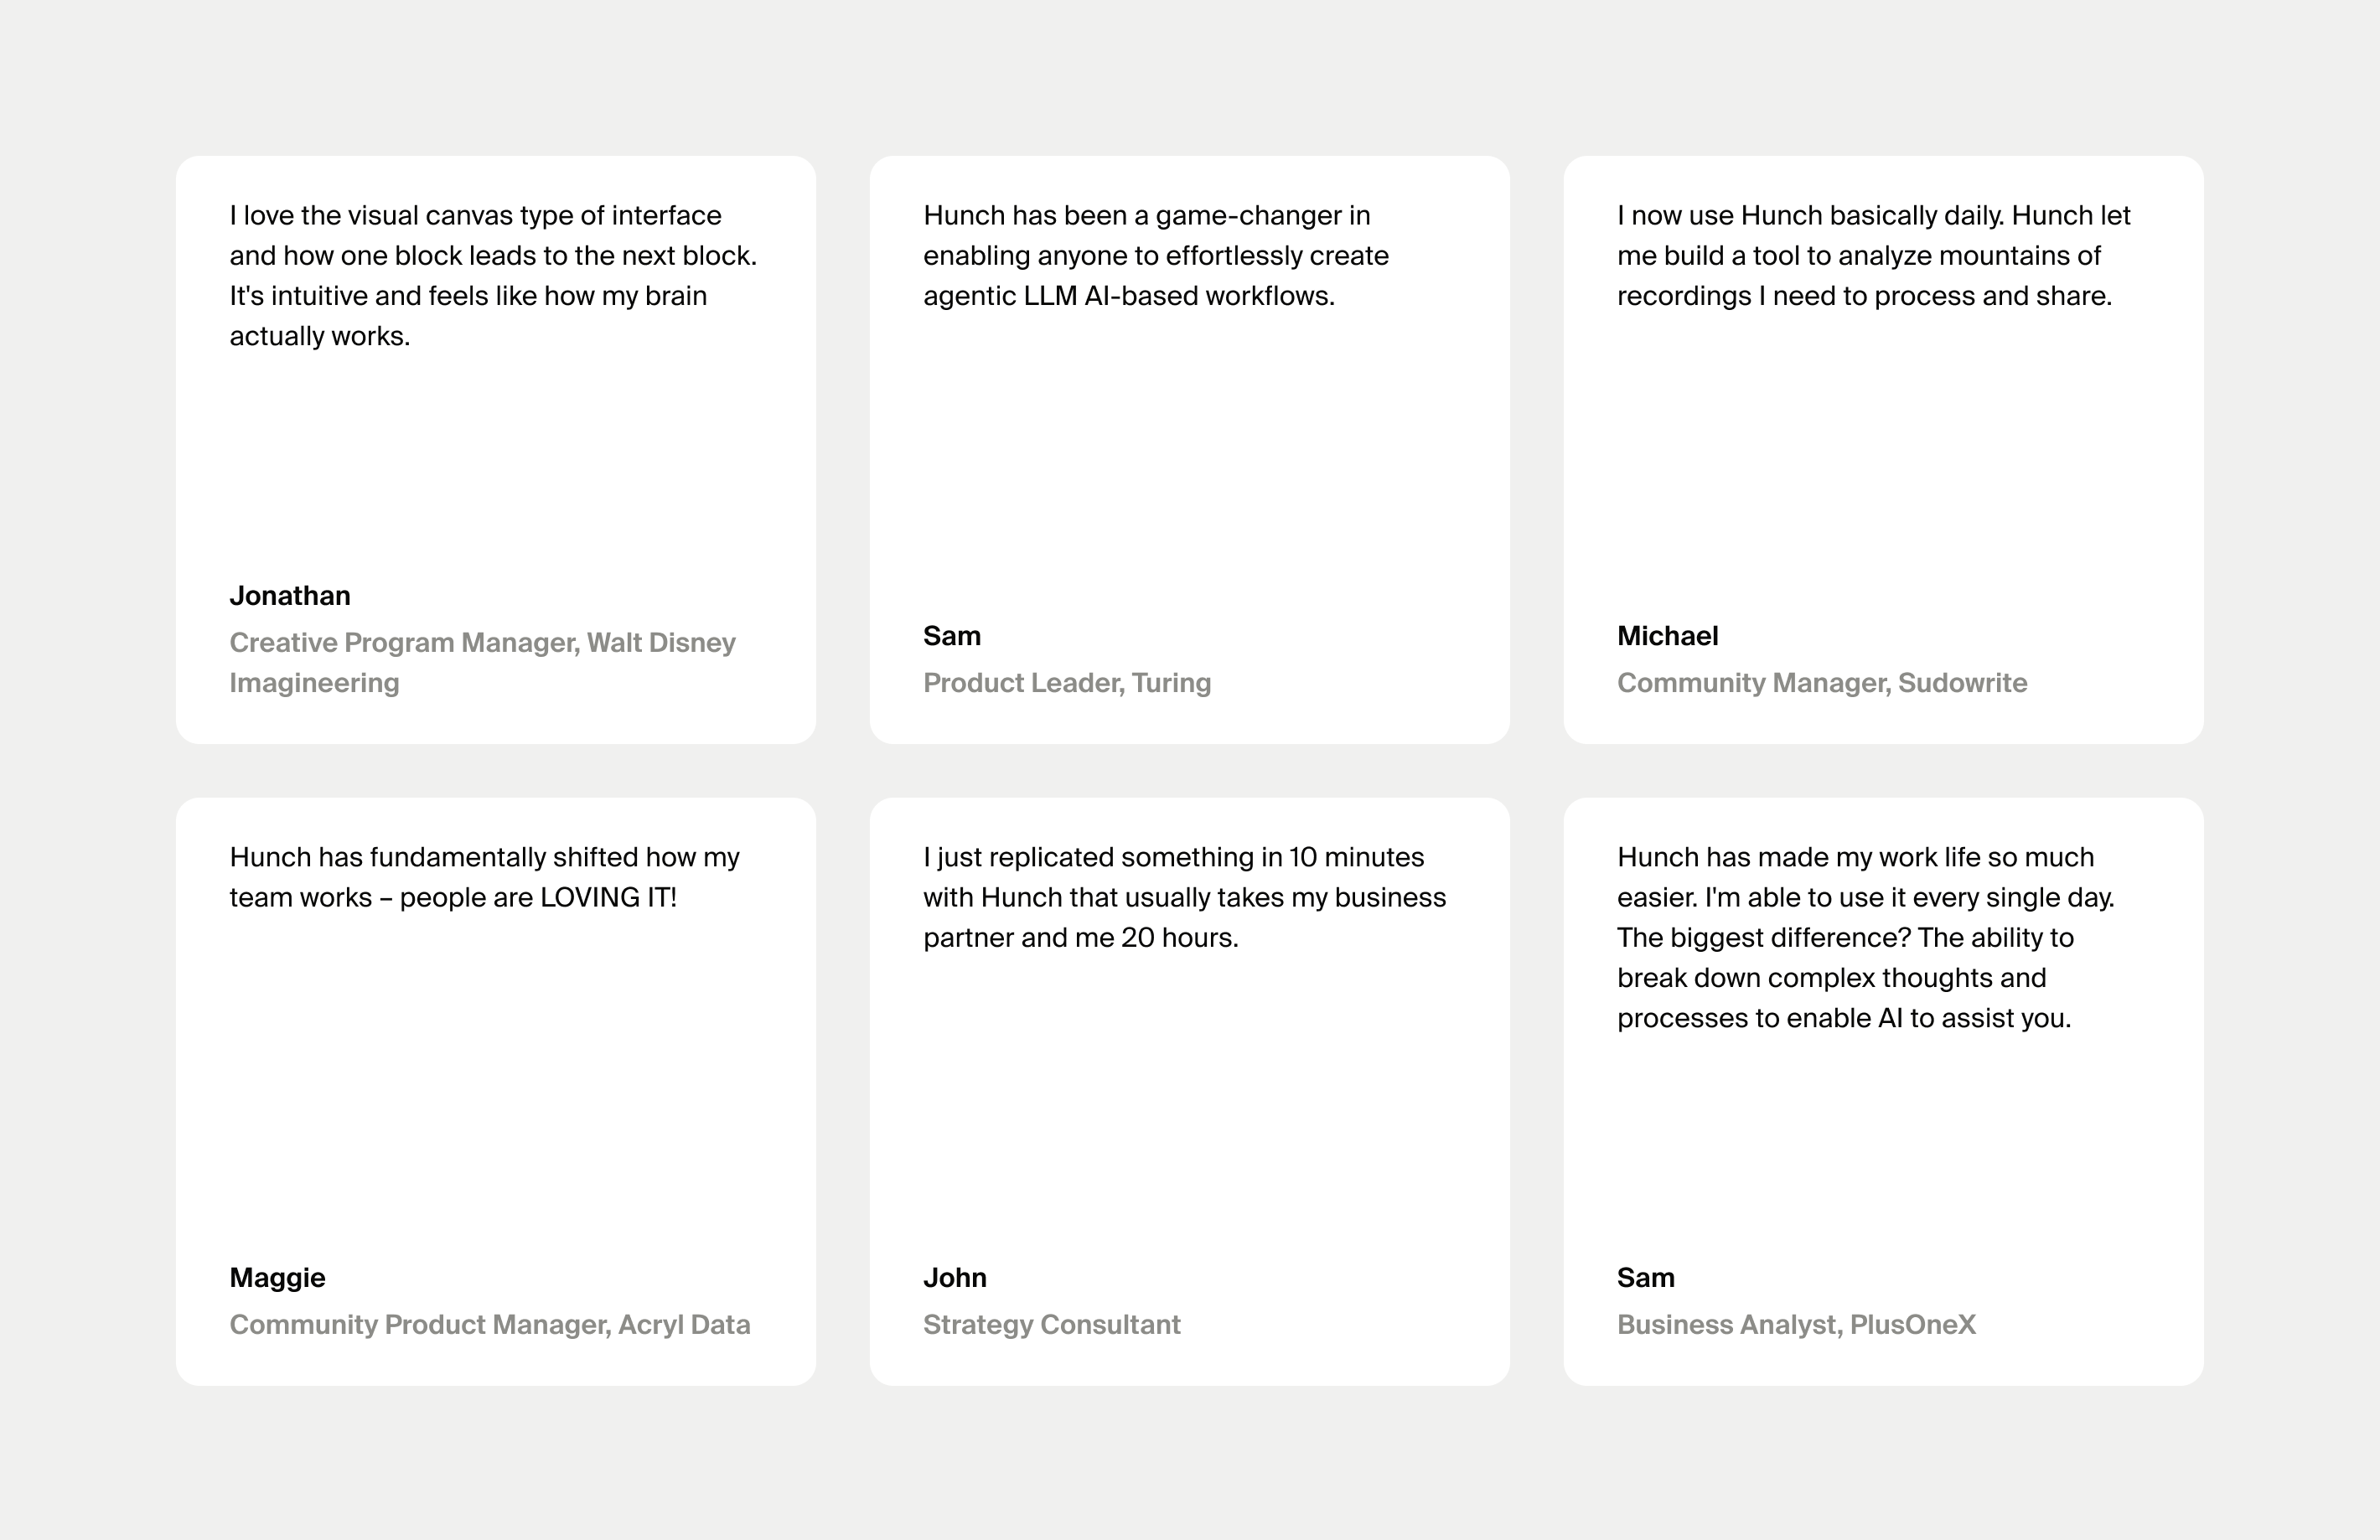 I love the visual canvas type of interface
and how one block leads to the next block.
It's intuitive and feels like how my brain
actually works.
Jonathan
Creative Program Manager, Walt Disney
Imagineering
Hunch has been a game-changer in
enabling anyone to effortlessly create
agentic LLM AI-based workflows.
Sam
Product Leader, Turing
I now use Hunch basically daily. Hunch let
me build a tool to analyze mountains of
recordings I need to process and share.
Michael
Community Manager, Sudowrite
Hunch has fundamentally shifted how my
team works – people are LOVING IT!
Maggie
Community Product Manager, Acryl Data
I just replicated something in 10 minutes
with Hunch that usually takes my business
partner and me 20 hours.
John
Strategy Consultant
Hunch has made my work life so much
easier. I'm able to use it every single day.
The biggest difference? The ability to
break down complex thoughts and
processes to enable AI to assist you.
Sam
Business Analyst, PlusOneX